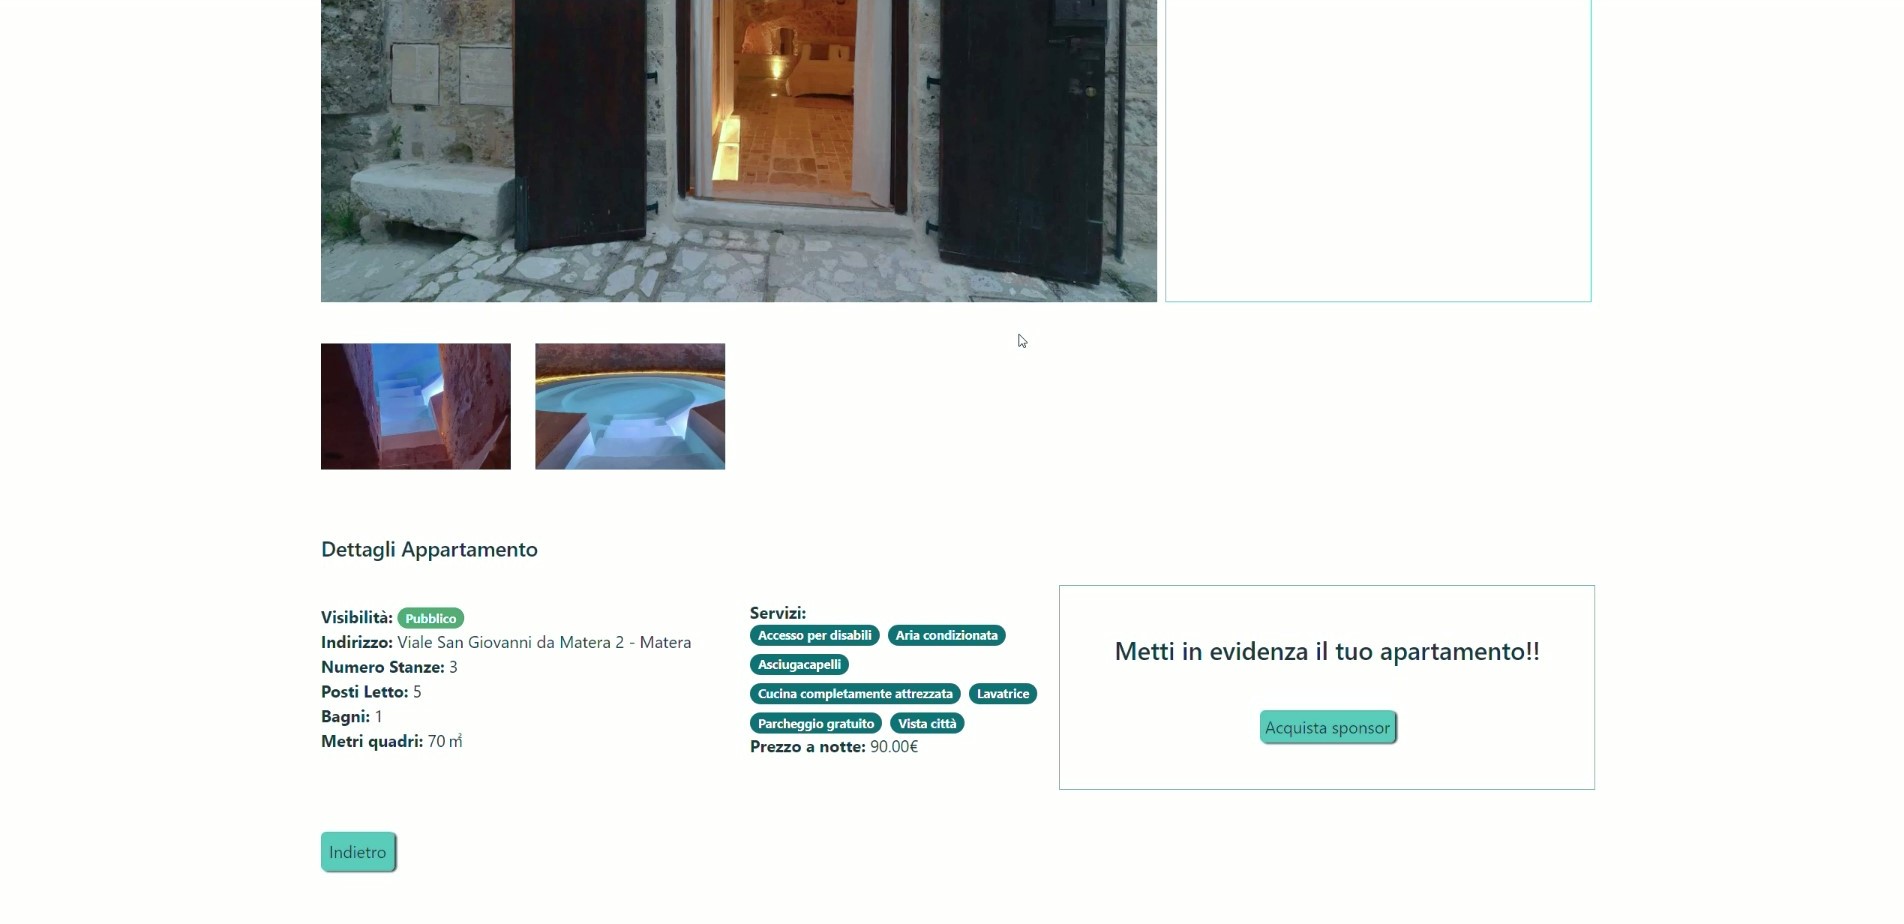 Dettagli Appartamento
Visibilità: Pubblico
Indirizzo: Viale San Giovanni da Matera 2 - Matera
Numero Stanze: 3
Posti Letto: 5
Bagni: 1
Metri quadri: 70 ㎡
Servizi:
Accesso per disabili Aria condizionata
Asciugacapelli
Cucina completamente attrezzata Lavatrice
Parcheggio gratuito Vista città
Prezzo a notte: 90.00€
Metti in evidenza il tuo apartamento!!
Acquista sponsor
Indietro